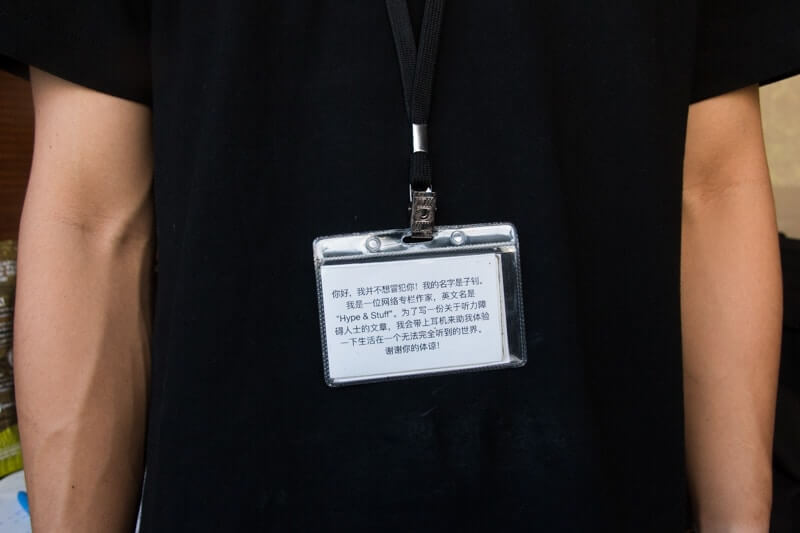 你好，我并不想冒犯你！我的名字是子钊。
我是一位网络专栏作家，英文名是
“Hype & Stuff”。为了写一份关于听力障
碍人士的文章，我会带上耳机来助我体验
一下生活在一个无法完全听到的世界。
谢谢你的体谅！